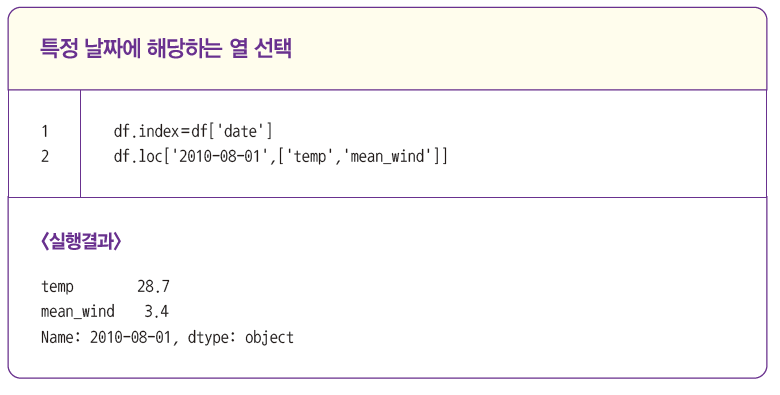 특정 날짜에 해당하는 열 선택
1 df.index=df['date']
2 df.loc['2010-08-01',['temp','mean_wind']]
<실행결과>
temp 28.7
mean_wind 3.4
Name: 2010-08-01, dtype: object